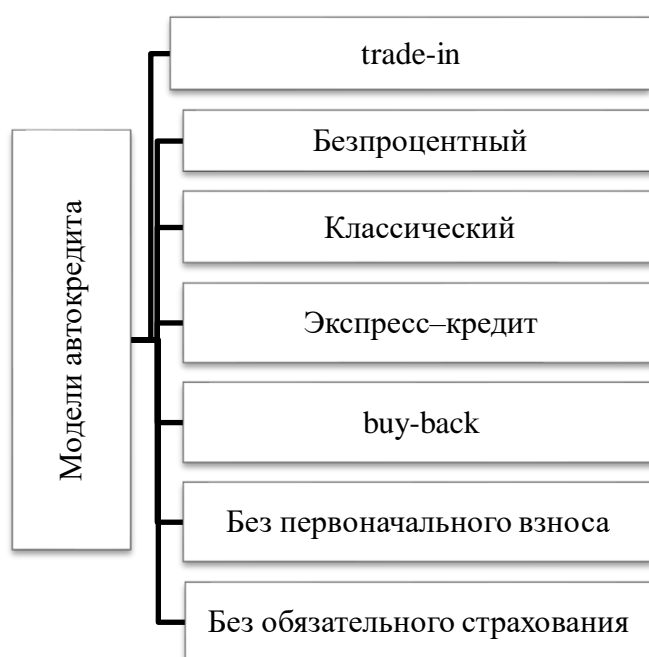 Модели автокредита
trade-in
Безпроцентный
Классический
Экспресс–кредит
buy-back
Без первоначального взноса
Без обязательного страхования